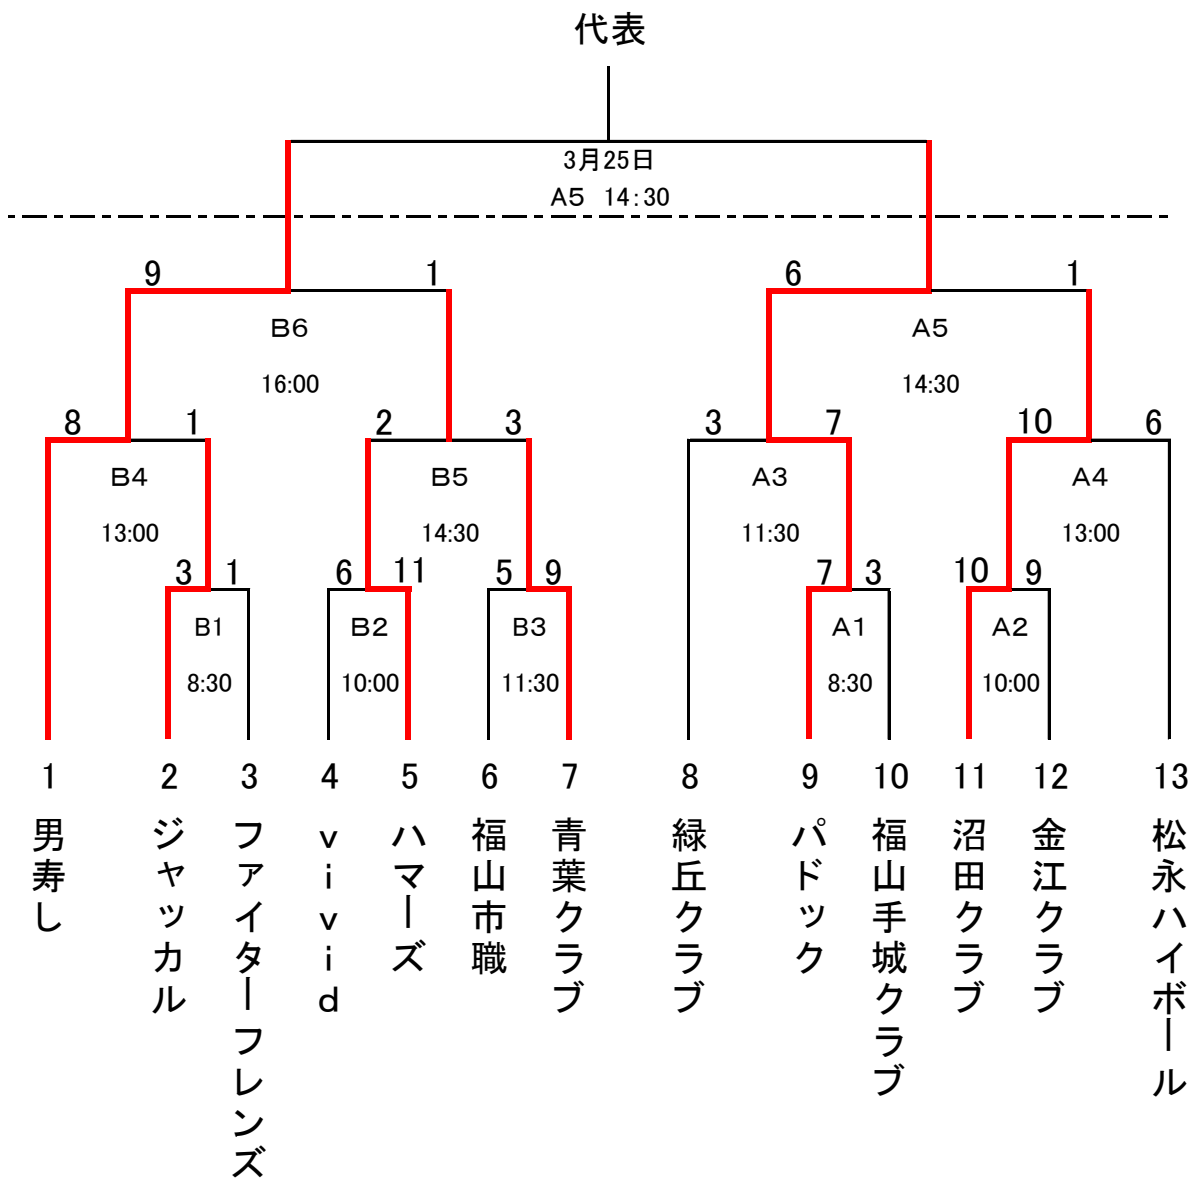 代表
3月25日
A5 14:30
9 1 6 1
B6 A5
16:00 14:30
8 1 2 3 3 7 10 6
B4 B5 A3 A4
13:00 14:30 11:30 13:00
3 1 6 11 5 9 7 3 10 9
B1 B2 B3 A1 A2
8:30 10:00 11:30 8:30 10:00
1 2 3 4 5 6 7 8 9 10 11 12 13
男寿し
ジャッカル
ファイターフレンズ
vivid
ハマーズ
福山市職
青葉クラブ
緑丘クラブ
パドック
福山手城クラブ
沼田クラブ
金江クラブ
松永ハイボール